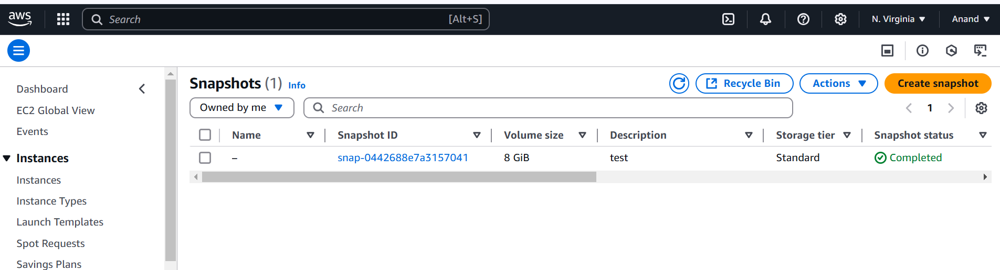 aws Search [Alt+S] N. Virginia Anand
Dashboard
EC2 Global View
Events
Instances
Instances
Instance Types
Launch Templates
Spot Requests
Savings Plans
Snapshots (1) Info Recycle Bin Actions Create snapshot
Owned by me Search 1
Name Snapshot ID Volume size Description Storage tier Snapshot status
– snap-0442688e7a3157041 8 GiB test Standard Completed